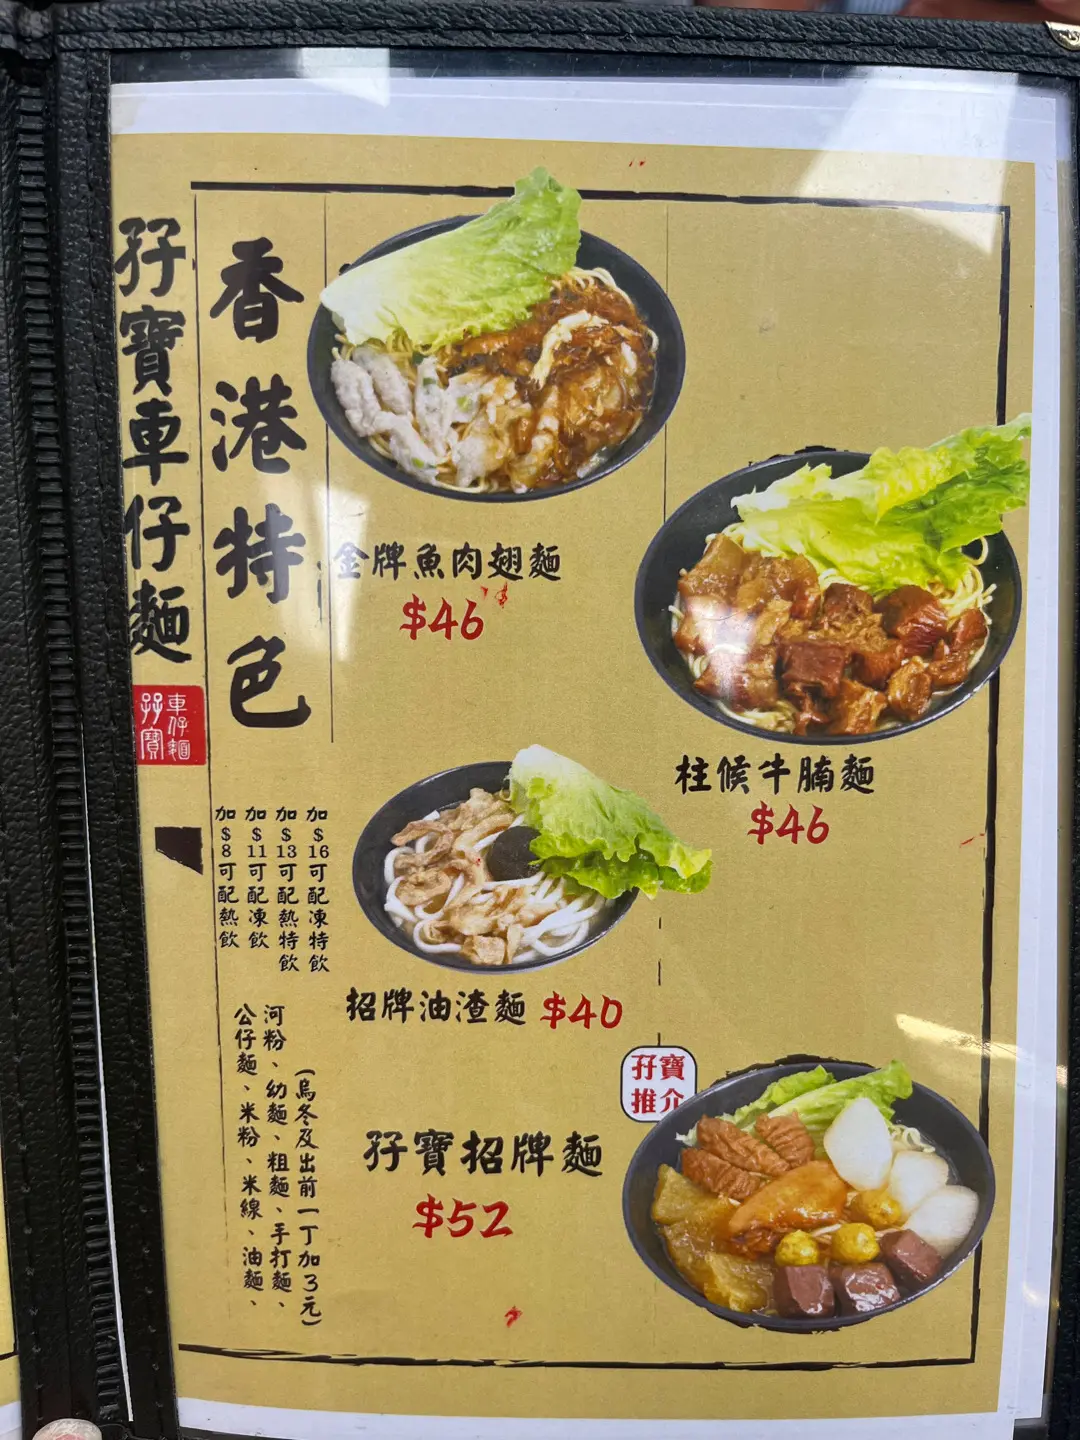 孖寶車仔麵
孖寶
車仔麵
香港特色
金牌魚肉翅麵
$46
柱候牛腩麵
$46
招牌油渣麵 $40
孖寶
推介
孖寶招牌麵
$52
加$16可配凍特飲
加$13可配熱特飲
加$11可配凍飲
加$8可配熱飲
(烏冬及出前一丁加3元)
河粉、幼麵、粗麵、手打麵、
公仔麵、米粉、米線、油麵、